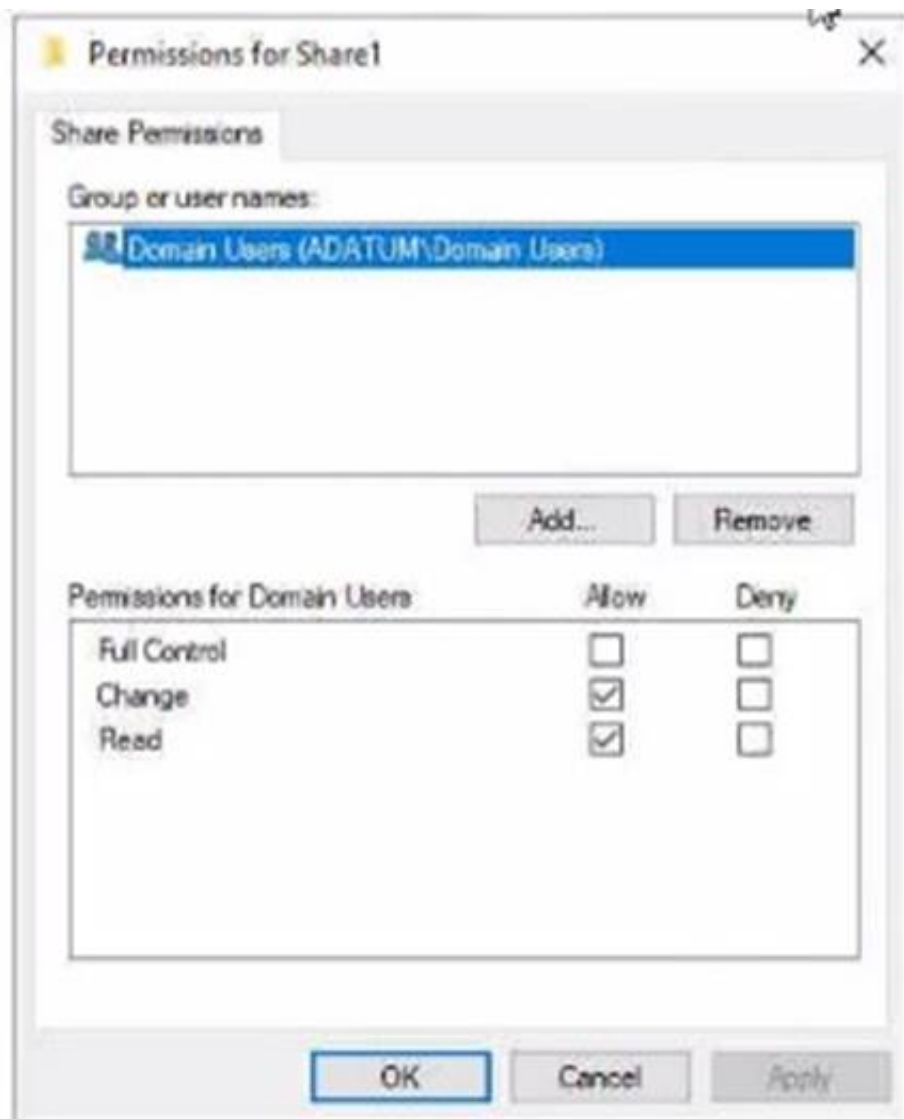 Permissions for Share1
Share Permissions
Group or user names:
Domain Users (ADATUM\Domain Users)
Add...
Remove
Permissions for Domain Users Allow Deny
Full Control
Change
Read
OK
Cancel
Apply